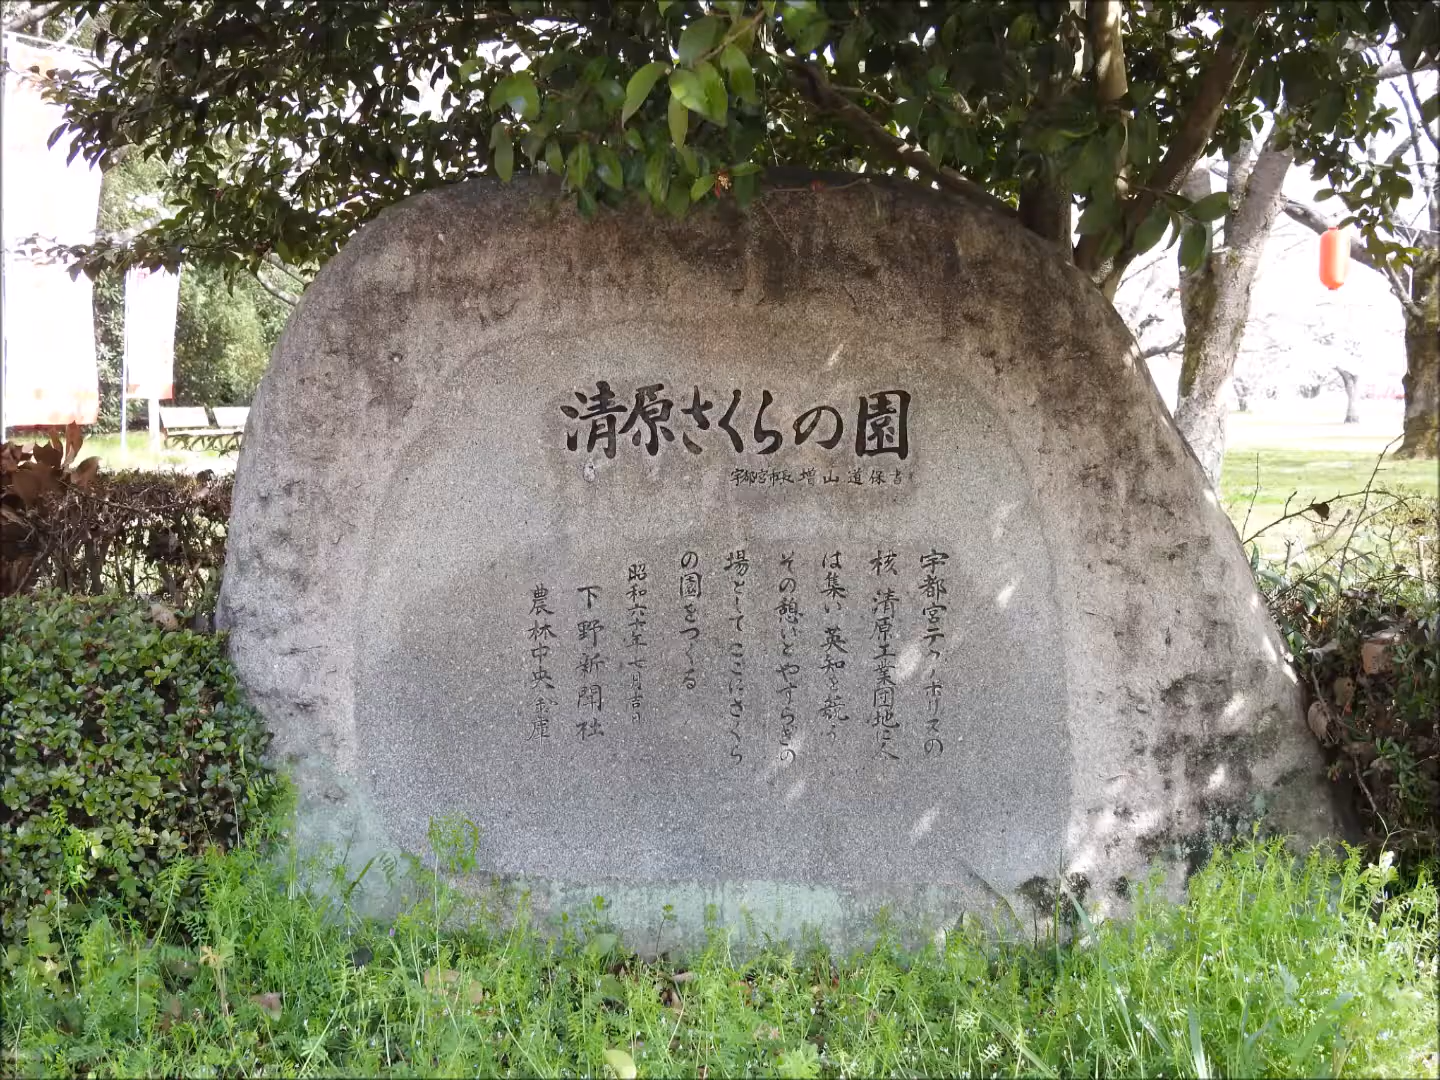 清原さくらの園
宇都宮市長 増山道保書
宇都宮テクノポリスの
核 清原工業団地に人
は集い 英知を競う
その憩いと やすらぎの
場として ここにさくら
の園をつくる
昭和六十年七月吉日
下野新聞社
農林中央金庫